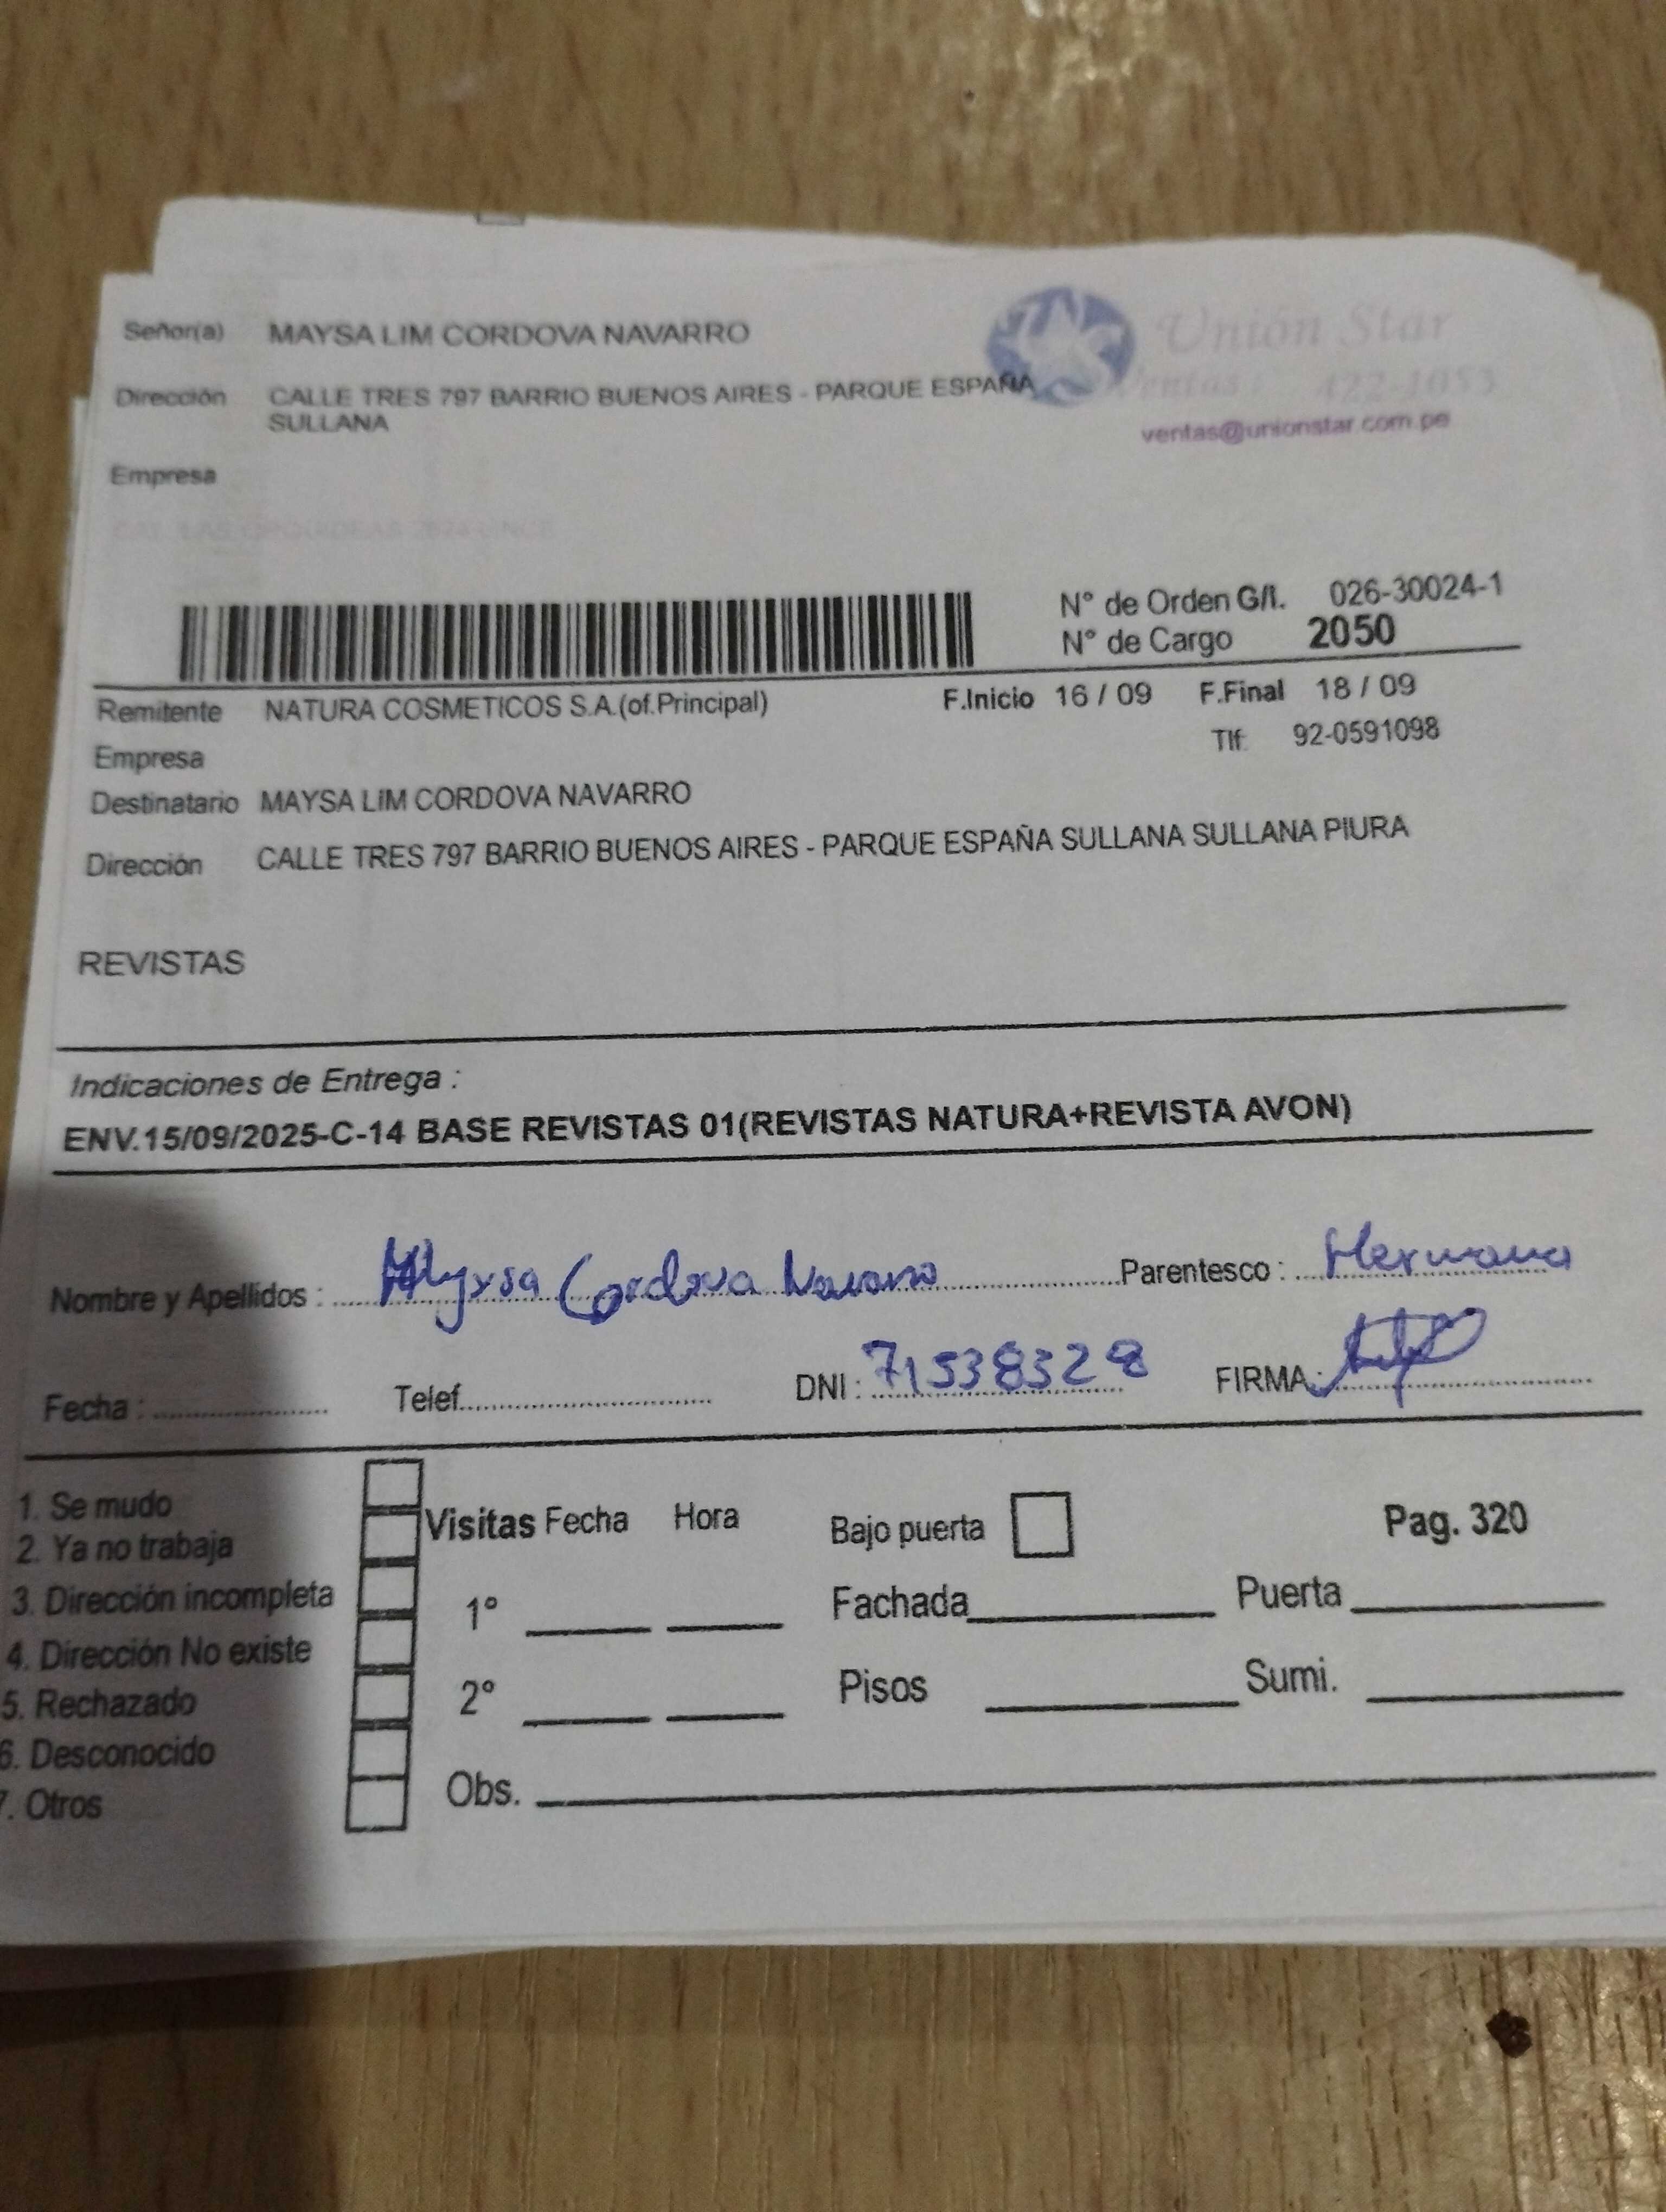 Señor(a) MAYSA LIM CORDOVA NAVARRO
Unión Star
Dirección CALLE TRES 797 BARRIO BUENOS AIRES - PARQUE ESPAÑA
SULLANA
Ventas: 422-1053
ventas@unionstar.com.pe
Empresa
N° de Orden G/I. 026-30024-1
N° de Cargo 2050
Remitente NATURA COSMETICOS S.A.(of.Principal) F.Inicio 16 / 09 F.Final 18 / 09
Empresa Tlf: 92-0591098
Destinatario MAYSA LIM CORDOVA NAVARRO
Dirección CALLE TRES 797 BARRIO BUENOS AIRES - PARQUE ESPAÑA SULLANA SULLANA PIURA
REVISTAS
Indicaciones de Entrega :
ENV.15/09/2025-C-14 BASE REVISTAS 01(REVISTAS NATURA+REVISTA AVON)
Nombre y Apellidos : Cordova Navarro Parentesco : Hermana
Fecha : Telef. DNI : 71538328 FIRMA :
1. Se mudo
2. Ya no trabaja
3. Dirección incompleta
4. Dirección No existe
5. Rechazado
6. Desconocido
7. Otros
Visitas Fecha Hora Bajo puerta Pag. 320
1° Fachada Puerta
2° Pisos Sumi.
Obs.